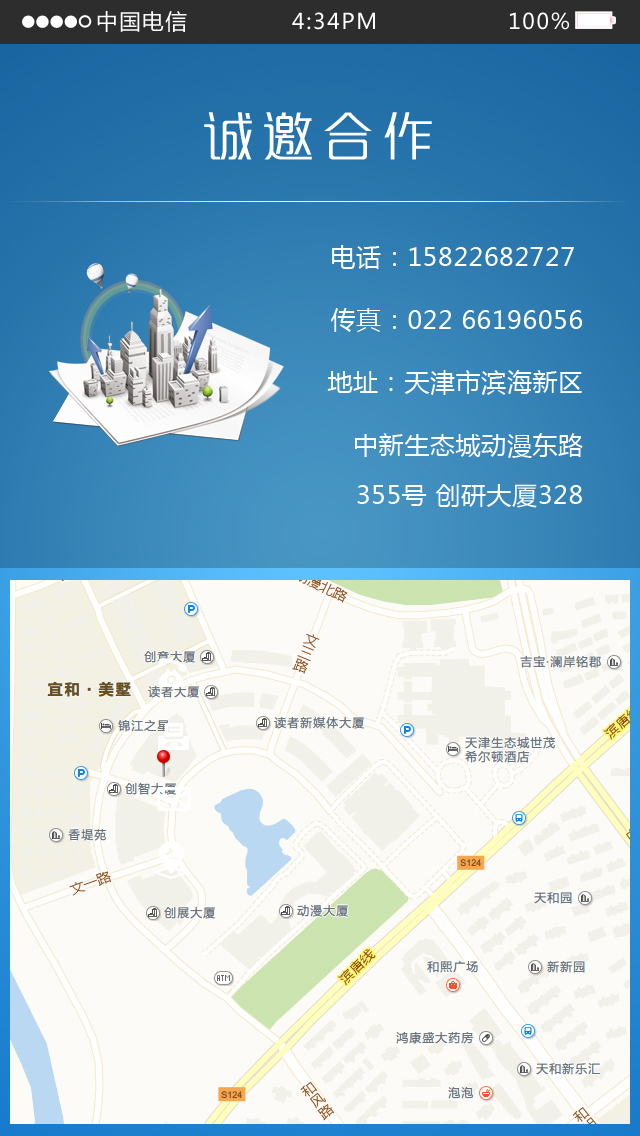 中国电信 4:34PM 100%
诚邀合作
电话：15822682727
传真：022 66196056
地址：天津市滨海新区
中新生态城动漫东路
355号 创研大厦328
动漫北路
P
文三路
创意大厦
吉宝·澜岸铭郡
宜和·美墅
读者大厦
滨唐线
锦江之星
读者新媒体大厦
P
天津生态城世茂
希尔顿酒店
P
创智大厦
香堤苑
S124
文一路
天和园
创展大厦
动漫大厦
滨唐线
和熙广场
新新园
ATM
鸿康盛大药房
天和新乐汇
S124
泡泡
和风路
和